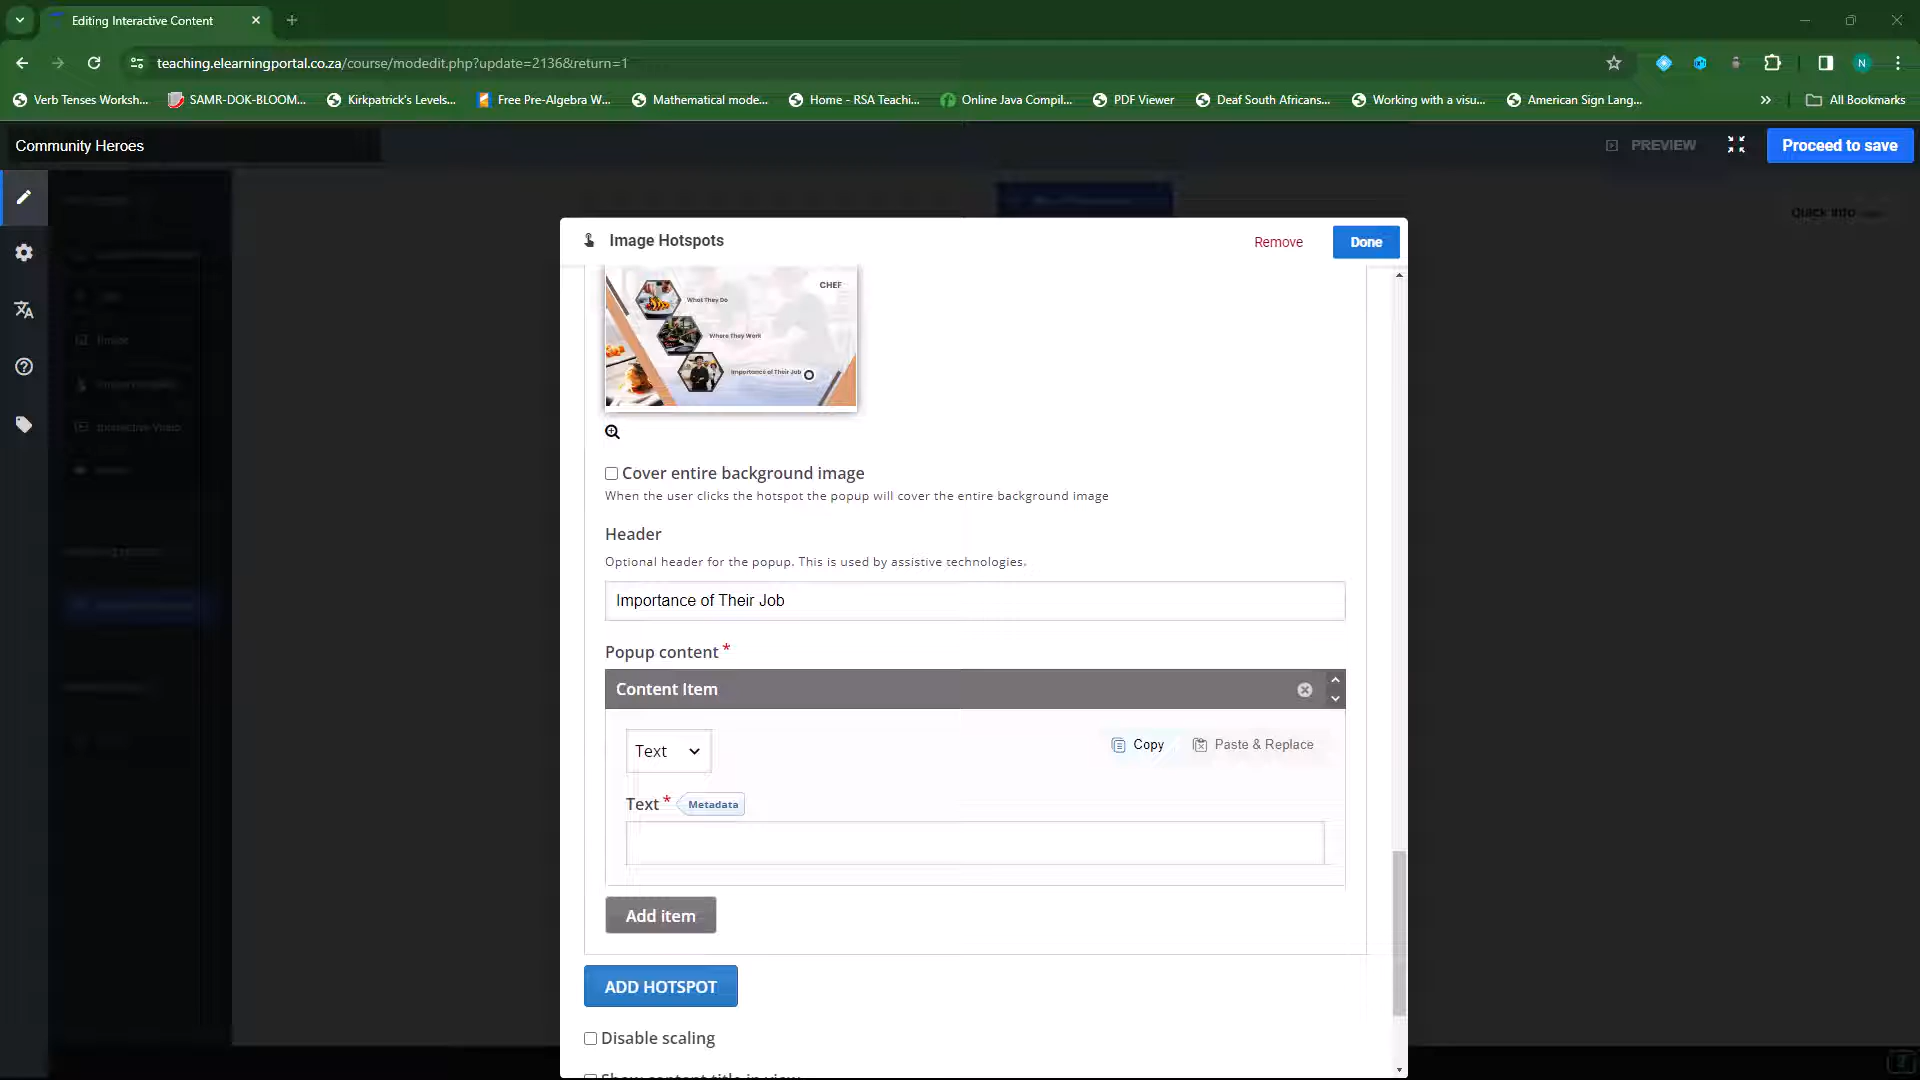 Editing Interactive Content
teaching.elearningportal.co.za/course/modedit.php?update=2136&return=1
N
Verb Tenses Worksh...
SAMR-DOK-BLOOM...
Kirkpatrick's Levels...
Free Pre-Algebra W...
Mathematical mode...
Home - RSA Teachi...
Online Java Compil...
PDF Viewer
Deaf South Africans...
Working with a visu...
American Sign Lang...
All Bookmarks
Community Heroes
PREVIEW
Proceed to save
Quick Info
Image Hotspots
Remove
Done
CHEF
What They Do
Where They Work
Importance of Their Job
Cover entire background image
When the user clicks the hotspot the popup will cover the entire background image
Header
Optional header for the popup. This is used by assistive technologies.
Importance of Their Job
Popup content *
Content Item
Text
Copy
Paste & Replace
Text * Metadata
Add item
ADD HOTSPOT
Disable scaling
Show content title in view